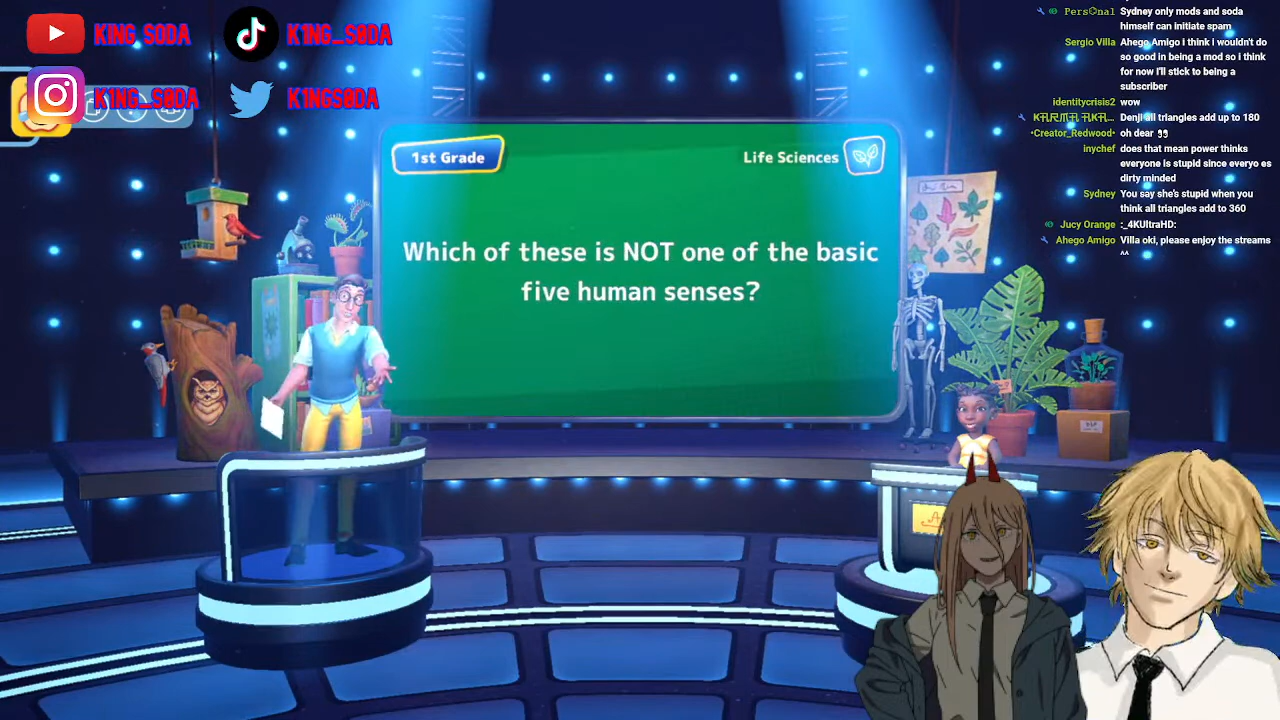 KING SODA
K1NG_S0DA
K1NG_S0DA
K1NGS0DA
1st Grade
Life Sciences
Which of these is NOT one of the basic
five human senses?
Sydney only mods and soda
himself can initiate spam
Sergio Villa Ahego Amigo i think i wouldn't do
so good in being a mod so i think
for now I'll stick to being a
subscriber
identitycrisis2 wow
Denji all triangles add up to 180
•Creator_Redwood• oh dear 👀
inychef does that mean power thinks
everyone is stupid since everyo es
dirty minded
Sydney You say she's stupid when you
think all triangles add to 360
Jucy Orange :_4KUltraHD:
Ahego Amigo Villa oki, please enjoy the streams
^^